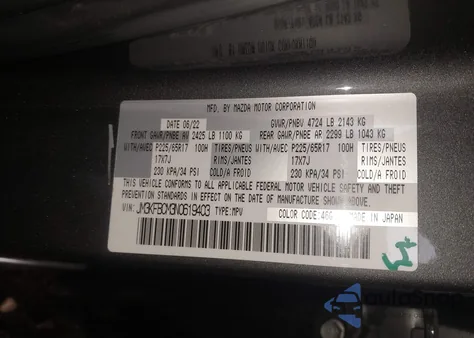 MFD. BY MAZDA MOTOR CORPORATION
DATE 06/22 GVWR/PNBV 4724 LB 2143 KG
FRONT GAWR/PNBE AV 2425 LB 1100 KG REAR GAWR/PNBE AR 2299 LB 1043 KG
WITH/AVEC P225/65R17 100H TIRES/PNEUS WITH/AVEC P225/65R17 100H TIRES/PNEUS
17X7J RIMS/JANTES 17X7J RIMS/JANTES
230 KPA/34 PSI COLD/A FROID 230 KPA/34 PSI COLD/A FROID
THIS VEHICLE CONFORMS TO ALL APPLICABLE FEDERAL MOTOR VEHICLE SAFETY AND THEFT
PREVENTION STANDARDS IN EFFECT ON THE DATE OF MANUFACTURE SHOWN ABOVE.
VIN: JM3KFBCM3N0619403 TYPE: MPV COLOR CODE: 46G MADE IN JAPAN
autoSnap